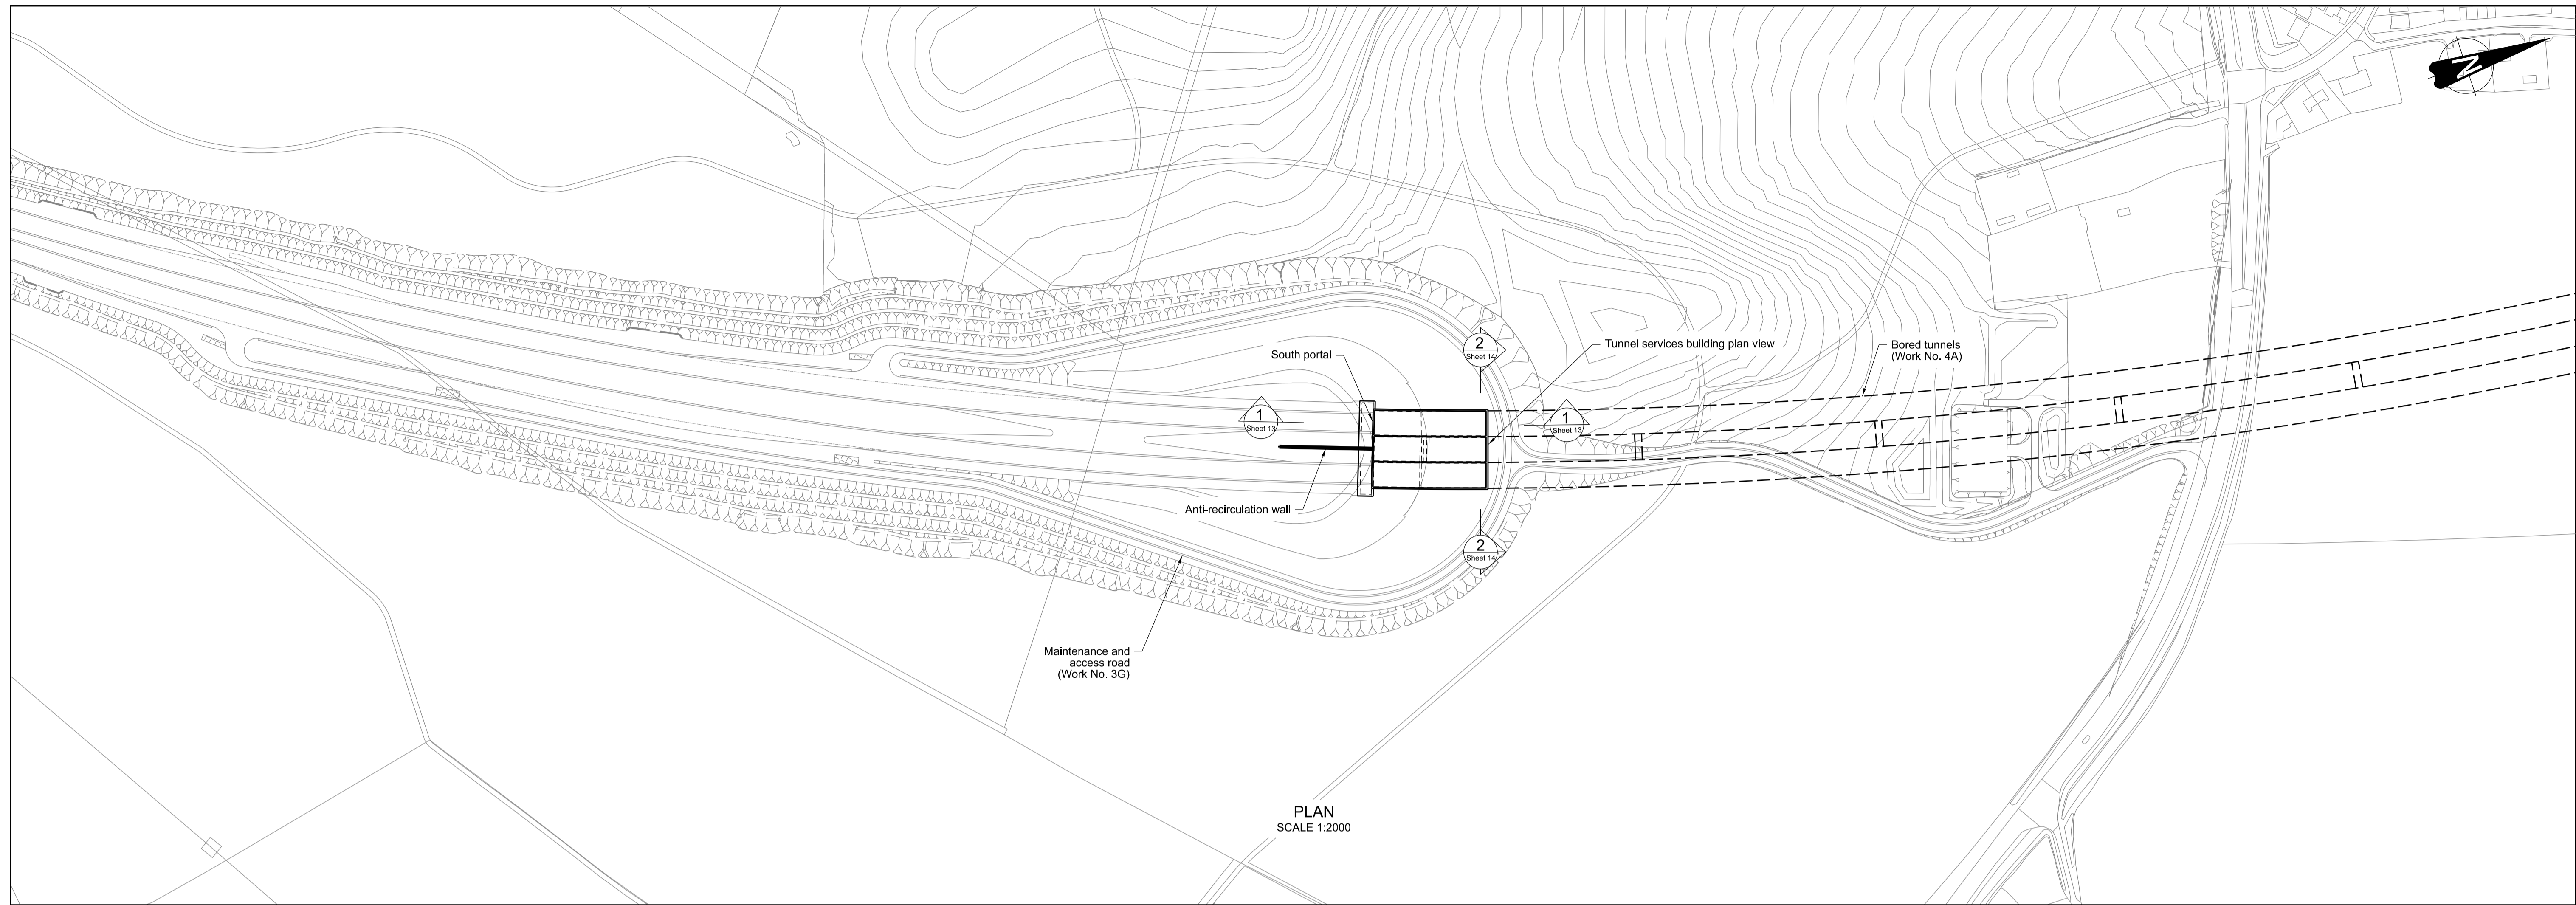 N
2
Sheet 14
Tunnel services building plan view
Bored tunnels
(Work No. 4A)
South portal
1
Sheet 13
1
Sheet 13
Anti-recirculation wall
2
Sheet 14
Maintenance and
access road
(Work No. 3G)
PLAN
SCALE 1:2000